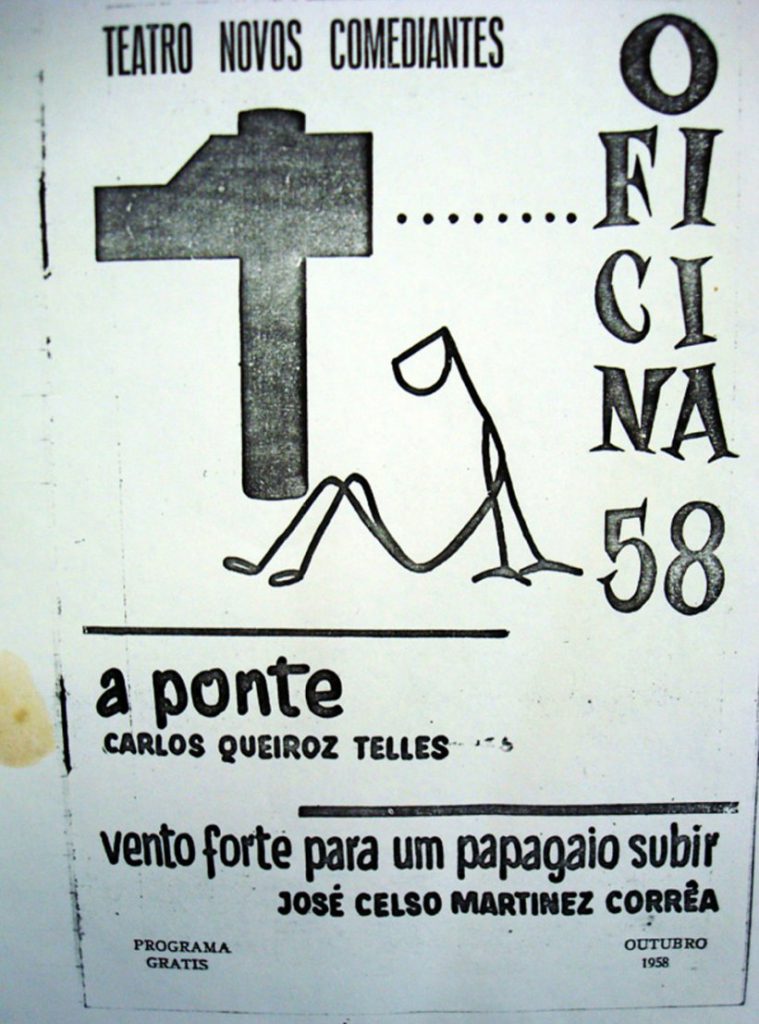 TEATRO NOVOS COMEDIANTES
O
FI
CI
NA
58
a ponte
CARLOS QUEIROZ TELLES
vento forte para um papagaio subir
JOSÉ CELSO MARTINEZ CORRÊA
PROGRAMA
GRATIS
OUTUBRO
1958